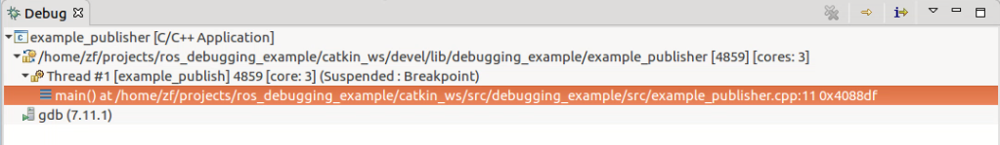 Debug
example_publisher [C/C++ Application]
/home/zf/projects/ros_debugging_example/catkin_ws/devel/lib/debugging_example/example_publisher [4859] [cores: 3]
Thread #1 [example_publish] 4859 [core: 3] (Suspended : Breakpoint)
main() at /home/zf/projects/ros_debugging_example/catkin_ws/src/debugging_example/src/example_publisher.cpp:11 0x4088df
gdb (7.11.1)